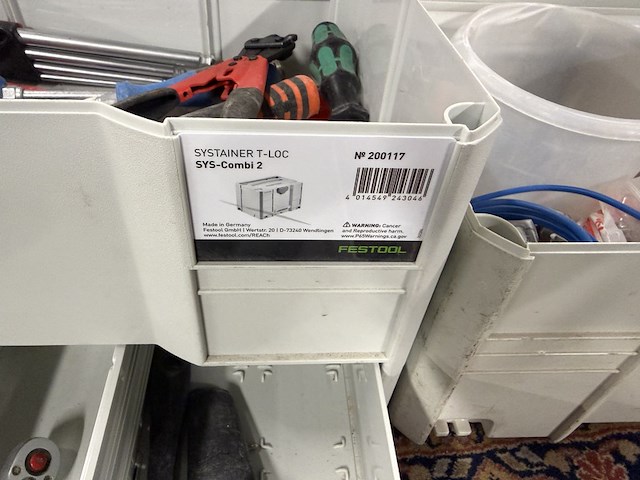 SYSTAINER T-LOC
SYS-Combi 2
Nº 200117
4 014549 243046
Made in Germany
Festool GmbH | Wertstr. 20 | D-73240 Wendlingen
www.festool.com/REACh
WARNING: Cancer
and Reproductive harm.
www.P65Warnings.ca.gov
FESTOOL